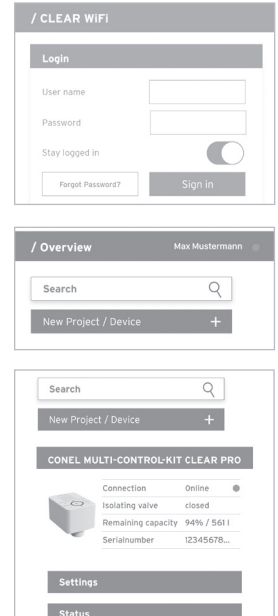 / CLEAR WiFi
Login
User name
Password
Stay logged in
Forgot Password? Sign in
/ Overview Max Mustermann
Search
New Project / Device +
Search
New Project / Device +
CONEL MULTI-CONTROL-KIT CLEAR PRO
Connection Online
Isolating valve closed
Remaining capacity 94% / 561 l
Serialnumber 12345678...
Settings
Status